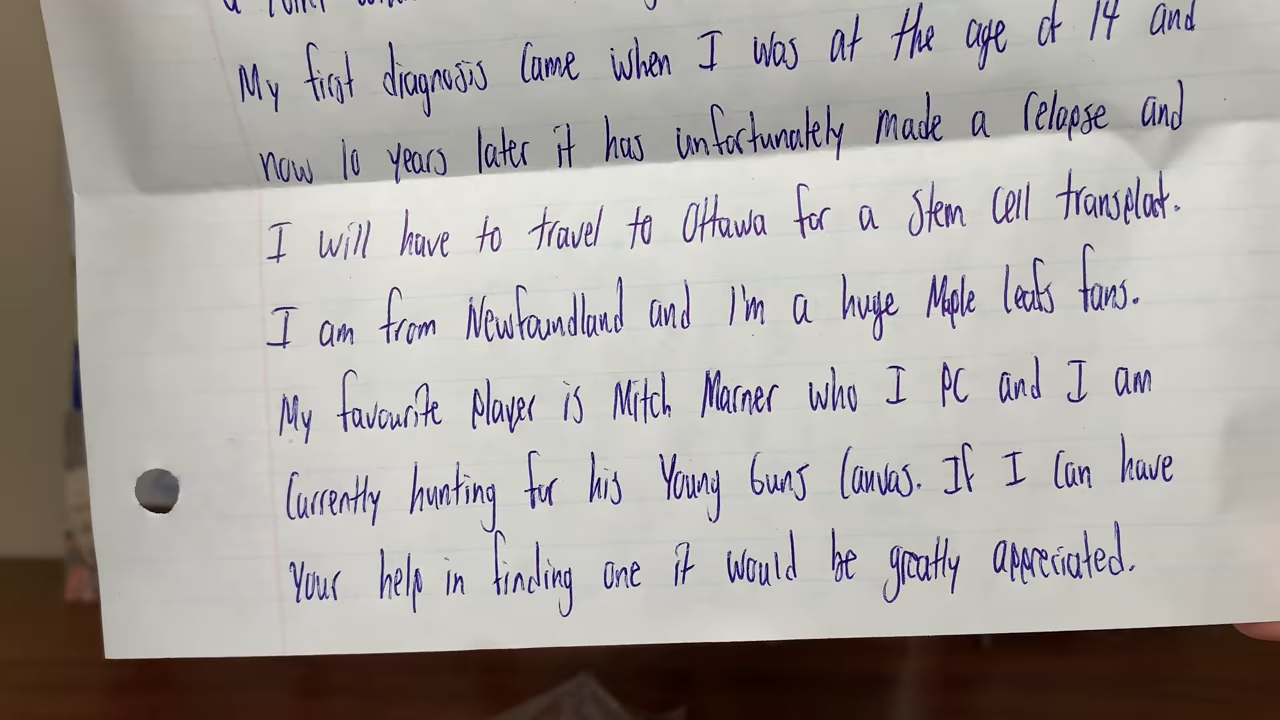 My first diagnosis came when I was at the age of 14 and
now 10 years later it has unfortunately made a relapse and
I will have to travel to Ottawa for a stem cell transplat.
I am from Newfoundland and I'm a huge Maple leafs fans.
My favourite player is Mitch Marner who I PC and I am
Currently hunting for his Young Guns Canvas. If I can have
Your help in finding one it would be greatly appreciated.